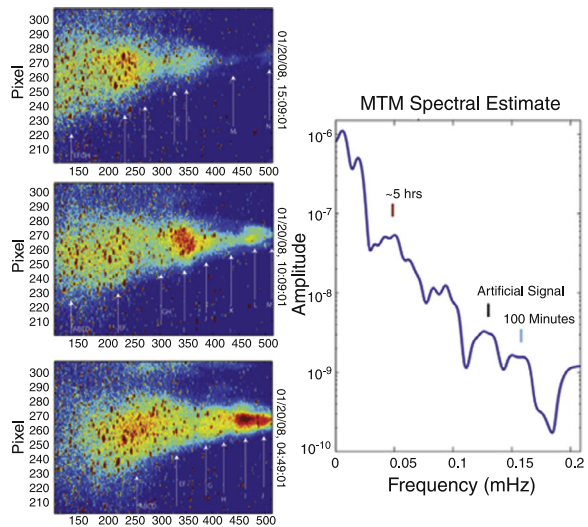 300
290
280
270
260
250
240
230
220
210
Pixel
150 200 250 300 350 400 450 500
01/20/08, 15:09:01
K L
M
N
300
290
280
270
260
250
240
230
220
210
Pixel
150 200 250 300 350 400 450 500
01/20/08, 10:09:01
K
L
300
290
280
270
260
250
240
230
220
210
Pixel
100 150 200 250 300 350 400 450 500
01/20/08, 04:49:01
G
H
I
J
MTM Spectral Estimate
10⁻⁶
10⁻⁷
10⁻⁸
10⁻⁹
10⁻¹⁰
Amplitude
~5 hrs
Artificial Signal
100 Minutes
0 0.05 0.1 0.15 0.2
Frequency (mHz)